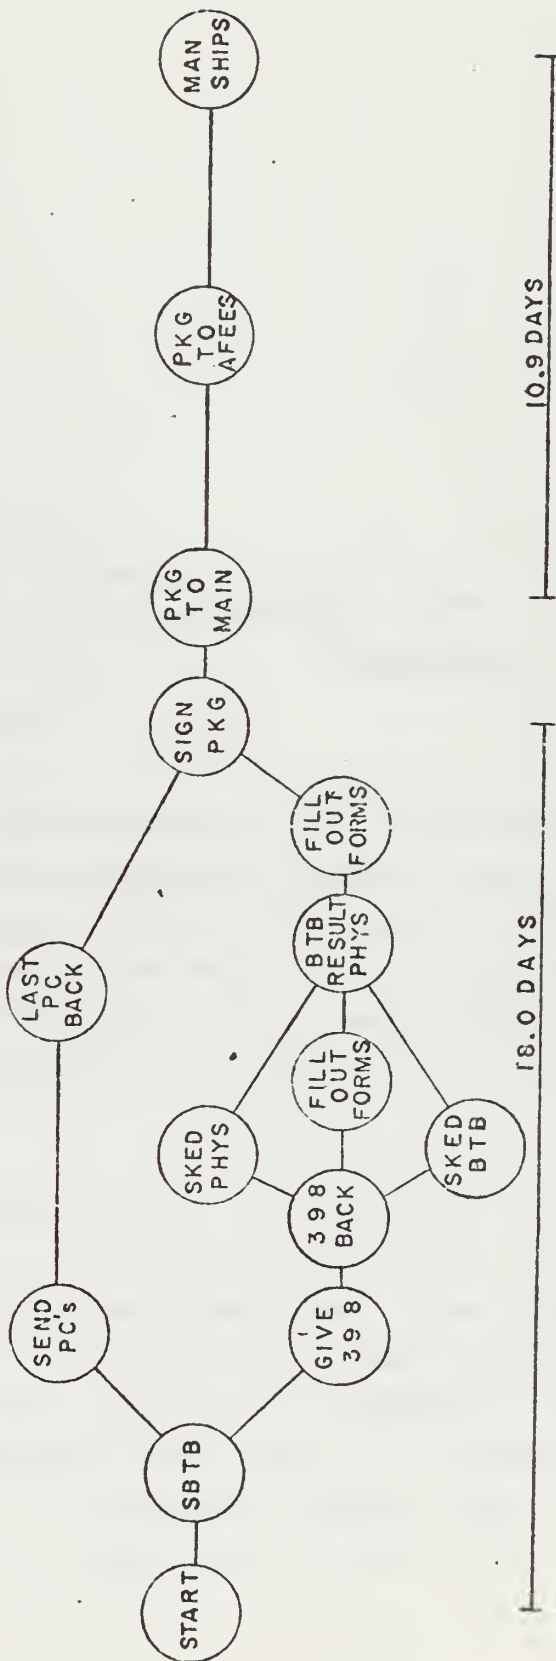 START
SBTB
SEND
PC's
LAST
PC
BACK
GIVE
398
398
BACK
SKED
PHYS
FILL
OUT
FORMS
SKED
BTB
BTB
RESULT
PHYS
FILL
OUT
FORMS
SIGN
PKG
PKG
TO
MAIN
PKG
TO
AFEES
MAN
SHIPS
18.0 DAYS
10.9 DAYS